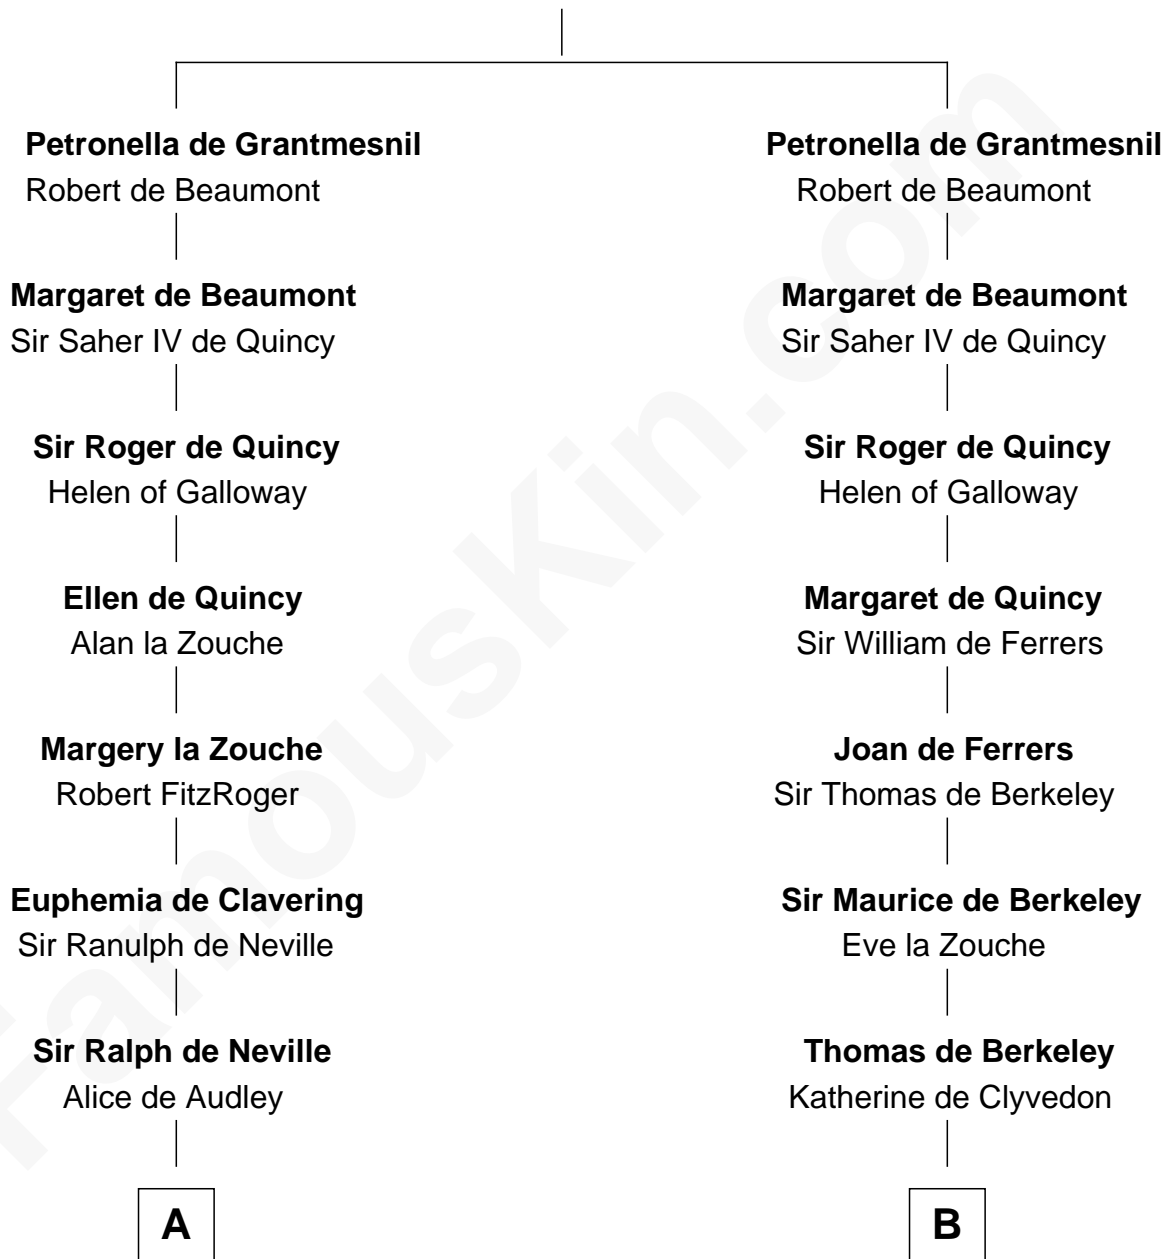 Petronella de Grantmesnil
Robert de Beaumont
Margaret de Beaumont
Sir Saher IV de Quincy
Sir Roger de Quincy
Helen of Galloway
Ellen de Quincy
Alan la Zouche
Margery la Zouche
Robert FitzRoger
Euphemia de Clavering
Sir Ranulph de Neville
Sir Ralph de Neville
Alice de Audley
A
Petronella de Grantmesnil
Robert de Beaumont
Margaret de Beaumont
Sir Saher IV de Quincy
Sir Roger de Quincy
Helen of Galloway
Margaret de Quincy
Sir William de Ferrers
Joan de Ferrers
Sir Thomas de Berkeley
Sir Maurice de Berkeley
Eve la Zouche
Thomas de Berkeley
Katherine de Clyvedon
B
FamousKin.com